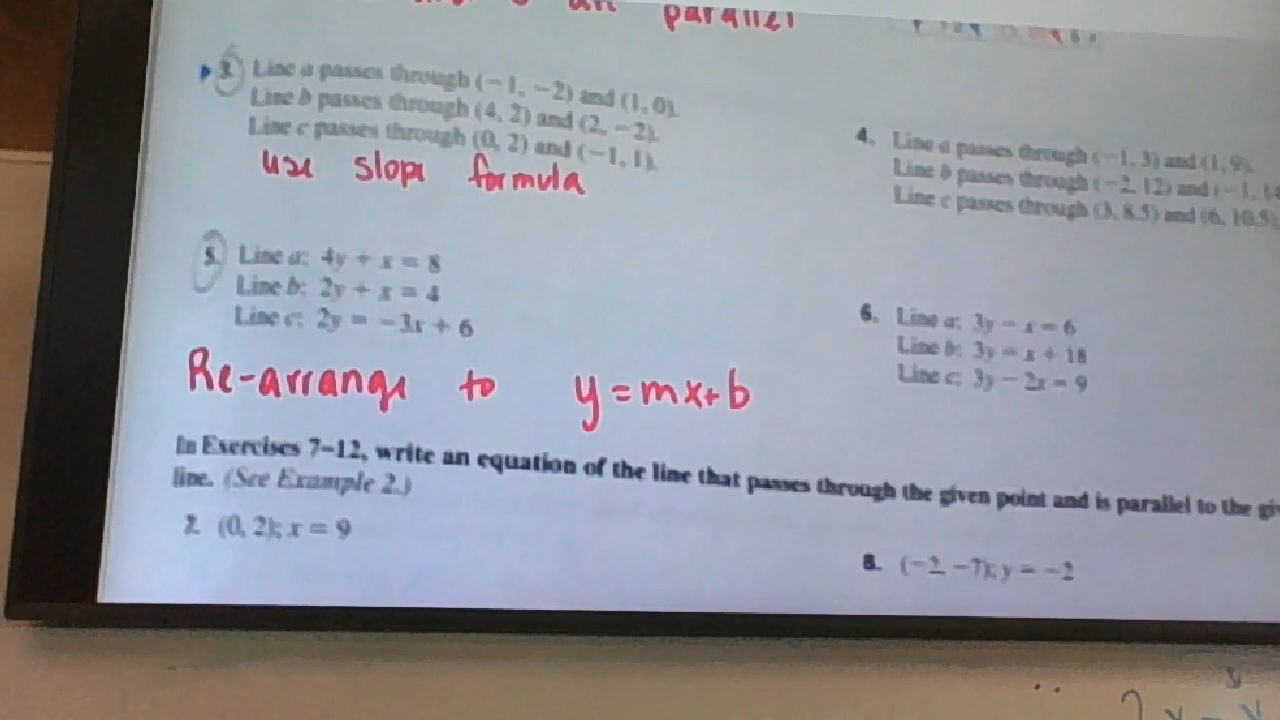 parallel
3. Line a passes through (−1, −2) and (1, 0).
Line b passes through (4, 2) and (2, −2).
Line c passes through (0, 2) and (−1, 1).
use slope formula
4. Line a passes through (−1, 3) and (1, 9).
Line b passes through (−2, 12) and (−1, 14
Line c passes through (3, 8.5) and (6, 10.5)
5. Line a: 4y + x = 8
Line b: 2y + x = 4
Line c: 2y = −3x + 6
6. Line a: 3y − x = 6
Line b: 3y = x + 18
Line c: 3y − 2x = 9
Re-arrange to y=mx+b
In Exercises 7–12, write an equation of the line that passes through the given point and is parallel to the
line. (See Example 2.)
7. (0, 2); x = 9
8. (−2, −7); y = −2